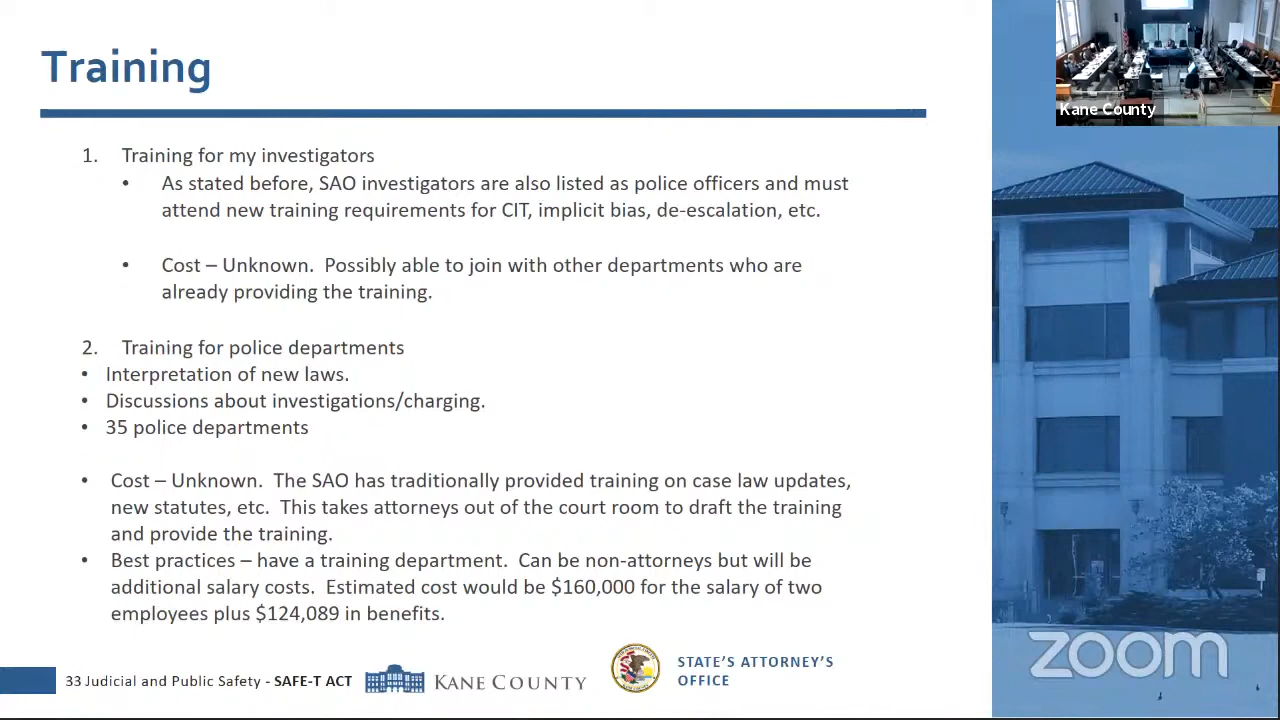 Training
Kane County
1. Training for my investigators
• As stated before, SAO investigators are also listed as police officers and must
attend new training requirements for CIT, implicit bias, de-escalation, etc.
• Cost – Unknown. Possibly able to join with other departments who are
already providing the training.
2. Training for police departments
• Interpretation of new laws.
• Discussions about investigations/charging.
• 35 police departments
• Cost – Unknown. The SAO has traditionally provided training on case law updates,
new statutes, etc. This takes attorneys out of the court room to draft the training
and provide the training.
• Best practices – have a training department. Can be non-attorneys but will be
additional salary costs. Estimated cost would be $160,000 for the salary of two
employees plus $124,089 in benefits.
33 Judicial and Public Safety - SAFE-T ACT
KANE COUNTY
STATE'S ATTORNEY'S
OFFICE
zoom